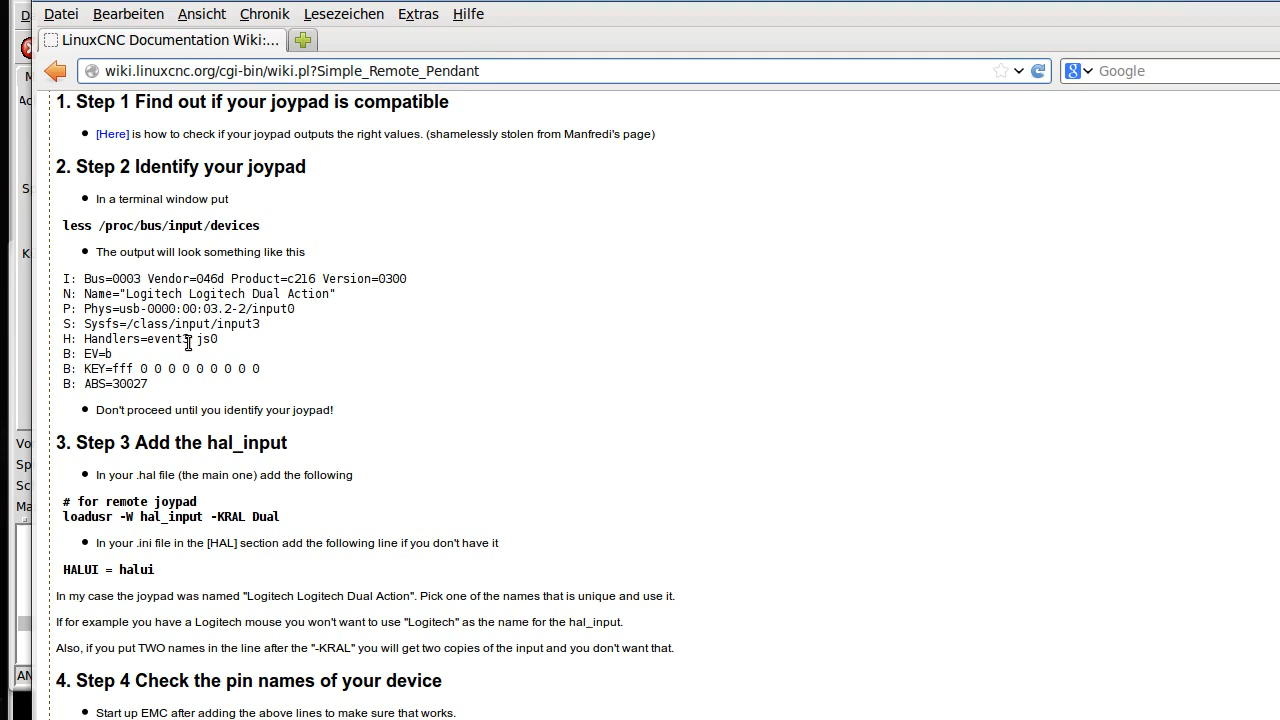 Datei Bearbeiten Ansicht Chronik Lesezeichen Extras Hilfe
LinuxCNC Documentation Wiki:...
wiki.linuxcnc.org/cgi-bin/wiki.pl?Simple_Remote_Pendant
Google
1. Step 1 Find out if your joypad is compatible
[Here] is how to check if your joypad outputs the right values. (shamelessly stolen from Manfredi's page)
2. Step 2 Identify your joypad
In a terminal window put
less /proc/bus/input/devices
The output will look something like this
I: Bus=0003 Vendor=046d Product=c216 Version=0300
N: Name="Logitech Logitech Dual Action"
P: Phys=usb-0000:00:03.2-2/input0
S: Sysfs=/class/input/input3
H: Handlers=event3 js0
B: EV=b
B: KEY=fff 0 0 0 0 0 0 0 0 0
B: ABS=30027
Don't proceed until you identify your joypad!
3. Step 3 Add the hal_input
In your .hal file (the main one) add the following
# for remote joypad
loadusr -W hal_input -KRAL Dual
In your .ini file in the [HAL] section add the following line if you don't have it
HALUI = halui
In my case the joypad was named "Logitech Logitech Dual Action". Pick one of the names that is unique and use it.
If for example you have a Logitech mouse you won't want to use "Logitech" as the name for the hal_input.
Also, if you put TWO names in the line after the "-KRAL" you will get two copies of the input and you don't want that.
4. Step 4 Check the pin names of your device
Start up EMC after adding the above lines to make sure that works.